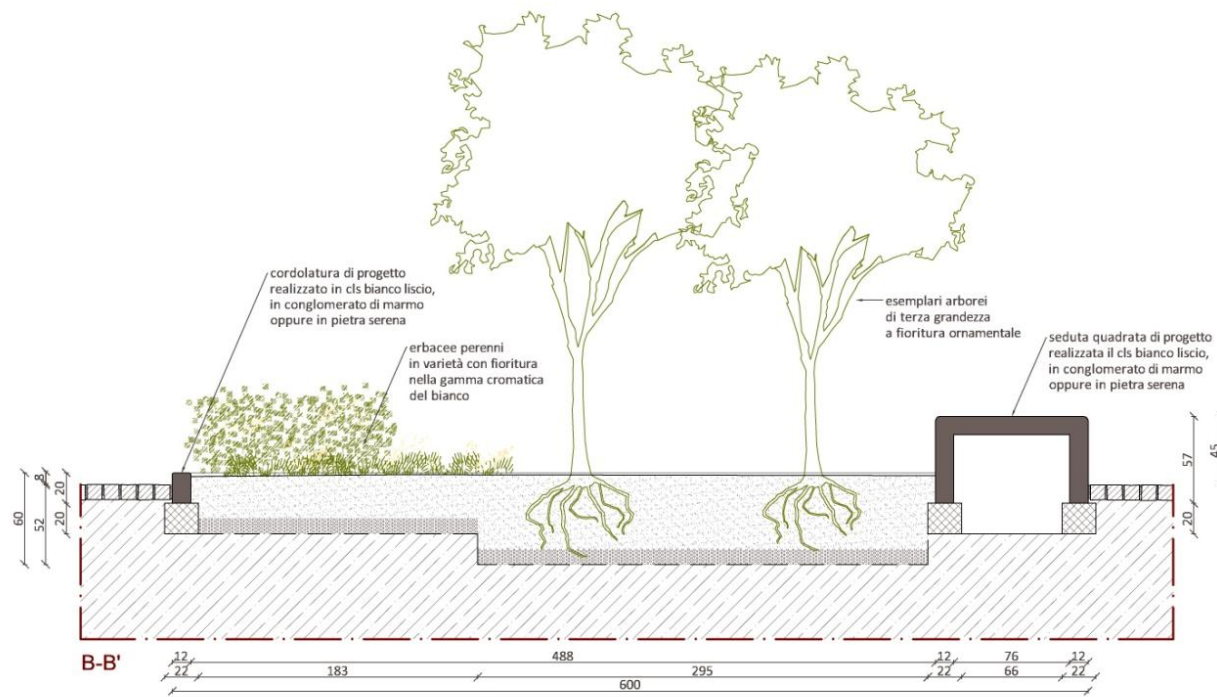 cordolatura di progetto
realizzato in cls bianco liscio,
in conglomerato di marmo
oppure in pietra serena
erbacee perenni
in varietà con fioritura
nella gamma cromatica
del bianco
esemplari arborei
di terza grandezza
a fioritura ornamentale
seduta quadrata di progetto
realizzata il cls bianco liscio,
in conglomerato di marmo
oppure in pietra serena
60
8
52
20
20
57
20
45
B-B'
12 488 12 76 12
22 183 295 22 66 22
600